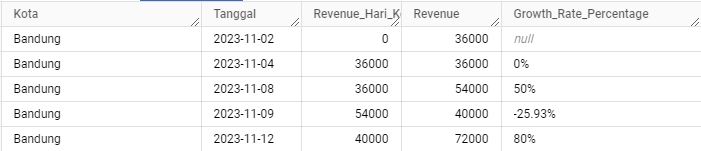 Kota Tanggal Revenue_Hari_K Revenue Growth_Rate_Percentage
Bandung 2023-11-02 0 36000 null
Bandung 2023-11-04 36000 36000 0%
Bandung 2023-11-08 36000 54000 50%
Bandung 2023-11-09 54000 40000 -25.93%
Bandung 2023-11-12 40000 72000 80%